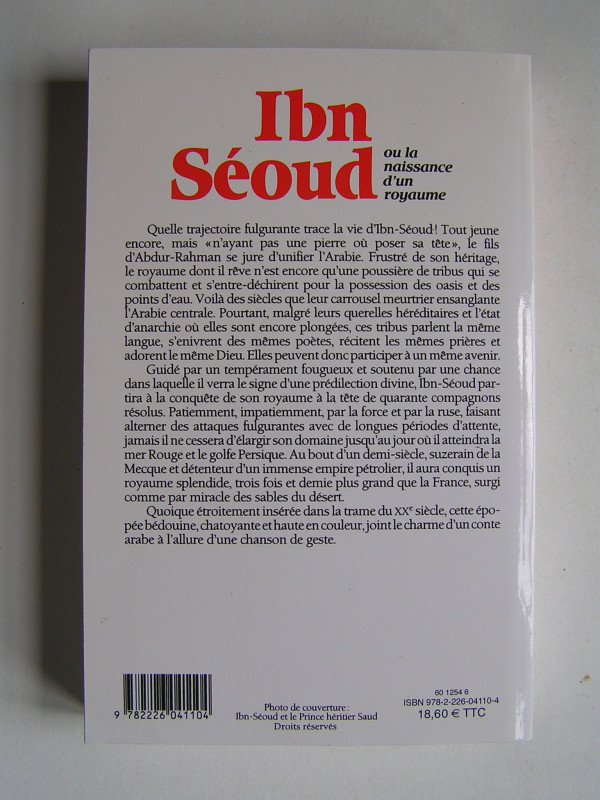 Ibn
Séoud
ou la
naissance
d'un
royaume
Quelle trajectoire fulgurante trace la vie d'Ibn-Séoud! Tout jeune
encore, mais «n'ayant pas une pierre où poser sa tête», le fils
d'Abdur-Rahman se jure d'unifier l'Arabie. Frustré de son héritage,
le royaume dont il rêve n'est encore qu'une poussière de tribus qui se
combattent et s'entre-déchirent pour la possession des oasis et des
points d'eau. Voilà des siècles que leur carrousel meurtrier ensanglante
l'Arabie centrale. Pourtant, malgré leurs querelles héréditaires et l'état
d'anarchie où elles sont encore plongées, ces tribus parlent la même
langue, s'enivrent des mêmes poètes, récitent les mêmes prières et
adorent le même Dieu. Elles peuvent donc participer à un même avenir.
Guidé par un tempérament fougueux et soutenu par une chance
dans laquelle il verra le signe d'une prédilection divine, Ibn-Séoud par-
tira à la conquête de son royaume à la tête de quarante compagnons
résolus. Patiemment, impatiemment, par la force et par la ruse, faisant
alterner des attaques fulgurantes avec de longues périodes d'attente,
jamais il ne cessera d'élargir son domaine jusqu'au jour où il atteindra la
mer Rouge et le golfe Persique. Au bout d'un demi-siècle, suzerain de la
Mecque et détenteur d'un immense empire pétrolier, il aura conquis un
royaume splendide, trois fois et demie plus grand que la France, surgi
comme par miracle des sables du désert.
Quoique étroitement insérée dans la trame du XXe siècle, cette épo-
pée bédouine, chatoyante et haute en couleur, joint le charme d'un conte
arabe à l'allure d'une chanson de geste.
9 782226 041104
Photo de couverture :
Ibn-Séoud et le Prince héritier Saud
Droits réservés
60 1254 6
ISBN 978-2-226-04110-4
18,60 € TTC